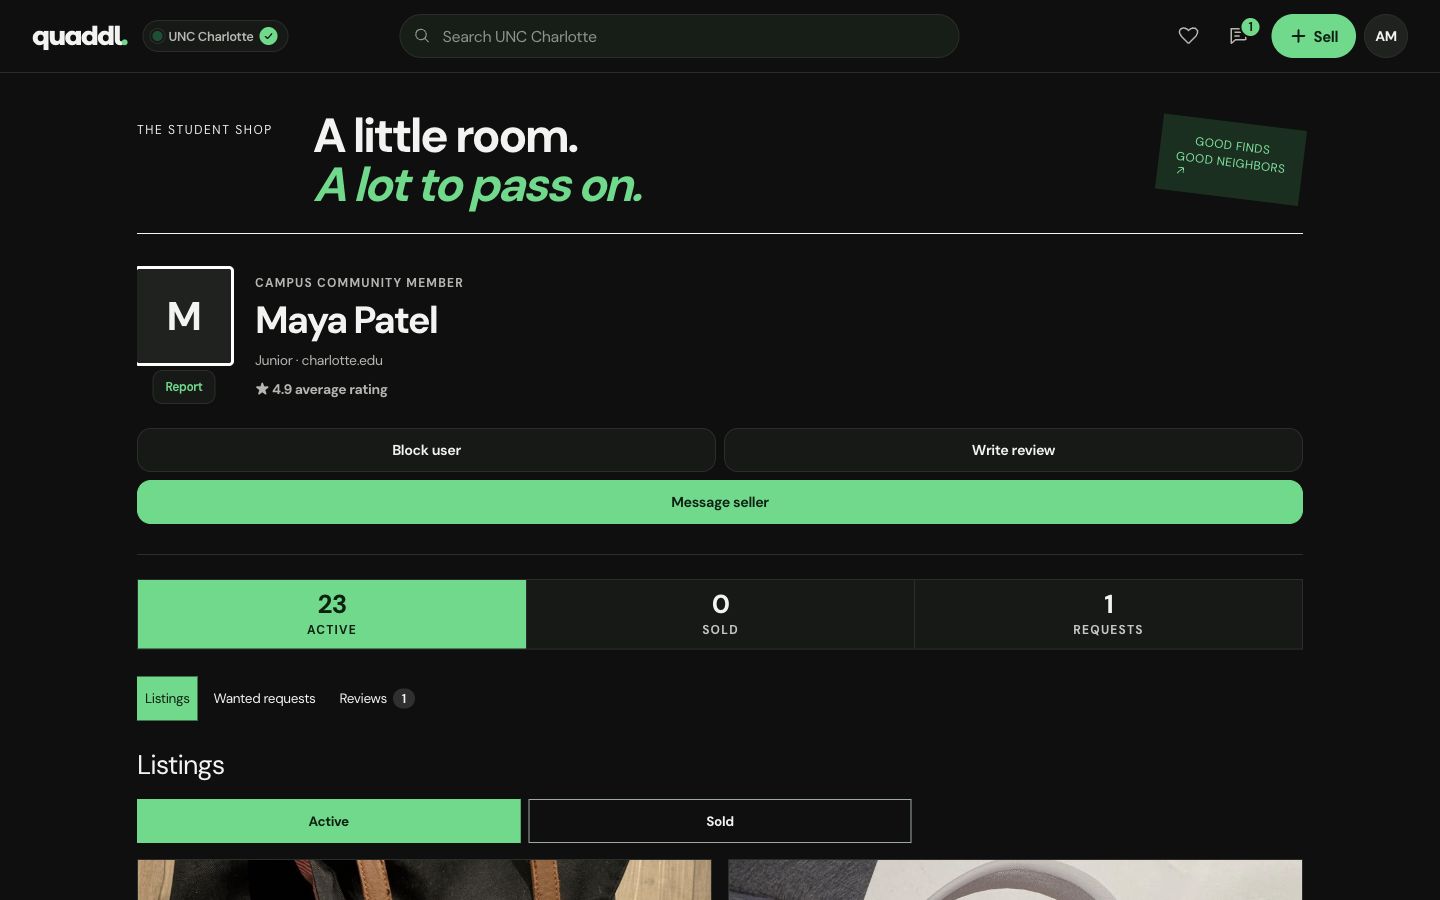 quaddl.
UNC Charlotte
Search UNC Charlotte
1
Sell
AM
THE STUDENT SHOP
A little room.
A lot to pass on.
GOOD FINDS
GOOD NEIGHBORS
↗
M
Report
CAMPUS COMMUNITY MEMBER
Maya Patel
Junior · charlotte.edu
★ 4.9 average rating
Block user
Write review
Message seller
23
ACTIVE
0
SOLD
1
REQUESTS
Listings
Wanted requests
Reviews 1
Listings
Active
Sold